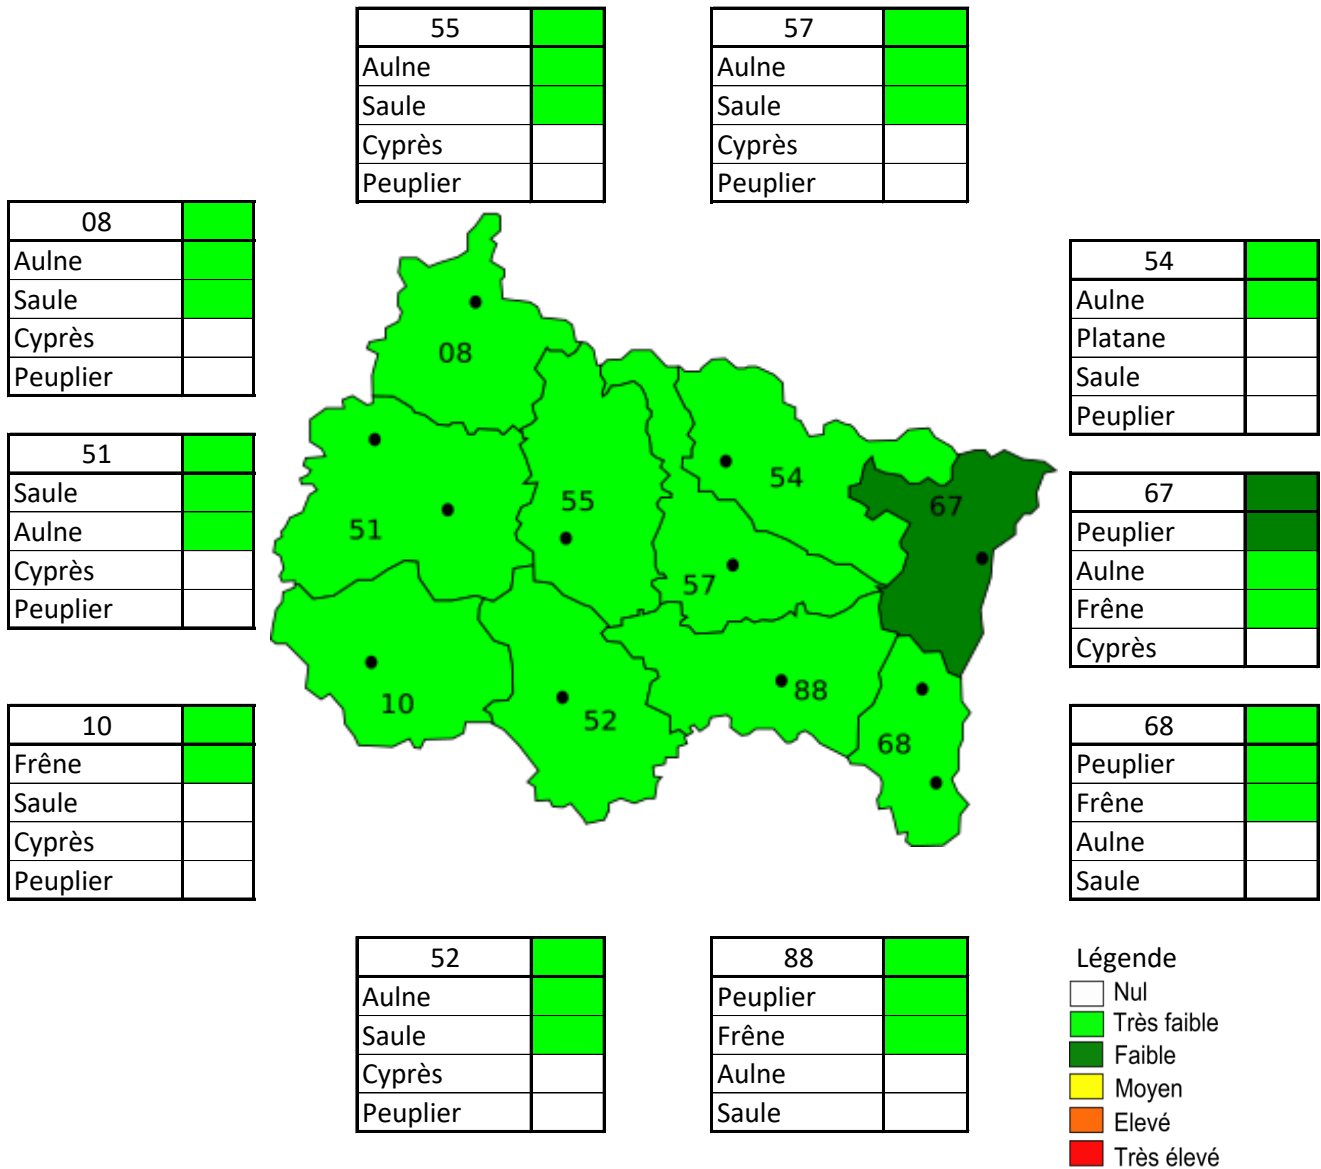 55
Aulne
Saule
Cyprès
Peuplier
57
Aulne
Saule
Cyprès
Peuplier
08
Aulne
Saule
Cyprès
Peuplier
54
Aulne
Platane
Saule
Peuplier
51
Saule
Aulne
Cyprès
Peuplier
67
Peuplier
Aulne
Frêne
Cyprès
10
Frêne
Saule
Cyprès
Peuplier
68
Peuplier
Frêne
Aulne
Saule
52
Aulne
Saule
Cyprès
Peuplier
88
Peuplier
Frêne
Aulne
Saule
08
54
55
67
51
57
88
10
52
68
Légende
Nul
Très faible
Faible
Moyen
Elevé
Très élevé